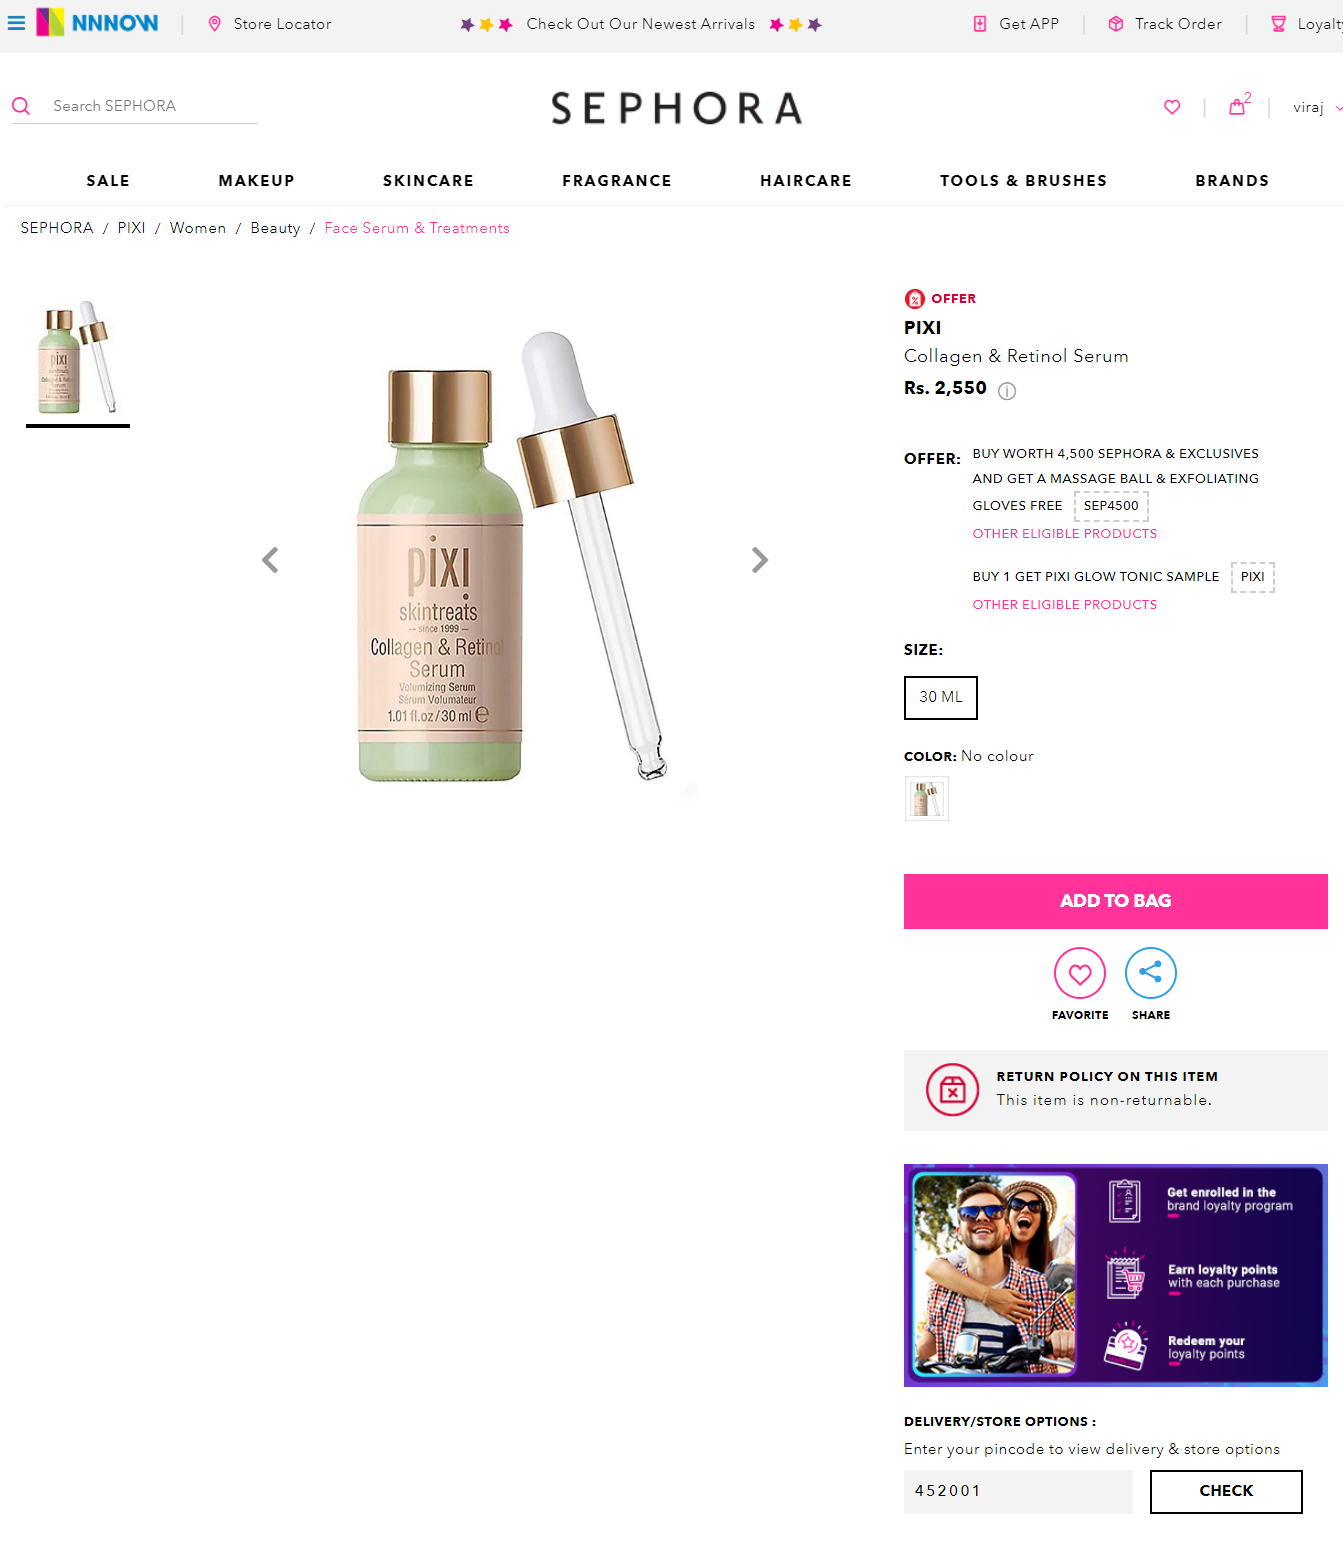 NNNOW
Store Locator
Check Out Our Newest Arrivals
Get APP
Track Order
Search SEPHORA
SEPHORA
2
viraj
SALE
MAKEUP
SKINCARE
FRAGRANCE
HAIRCARE
TOOLS & BRUSHES
BRANDS
SEPHORA / PIXI / Women / Beauty / Face Serum & Treatments
pixi
skintreats
since 1999
Collagen & Retinol
Serum
Volumizing Serum
Sérum Volumateur
1.01 fl.oz/30 ml ℮
OFFER
PIXI
Collagen & Retinol Serum
Rs. 2,550
OFFER:
BUY WORTH 4,500 SEPHORA & EXCLUSIVES
AND GET A MASSAGE BALL & EXFOLIATING
GLOVES FREE SEP4500
OTHER ELIGIBLE PRODUCTS
BUY 1 GET PIXI GLOW TONIC SAMPLE PIXI
OTHER ELIGIBLE PRODUCTS
SIZE:
30 ML
COLOR: No colour
ADD TO BAG
FAVORITE
SHARE
RETURN POLICY ON THIS ITEM
This item is non-returnable.
Get enrolled in the
brand loyalty program
Earn loyalty points
with each purchase
Redeem your
loyalty points
DELIVERY/STORE OPTIONS :
Enter your pincode to view delivery & store options
452001
CHECK